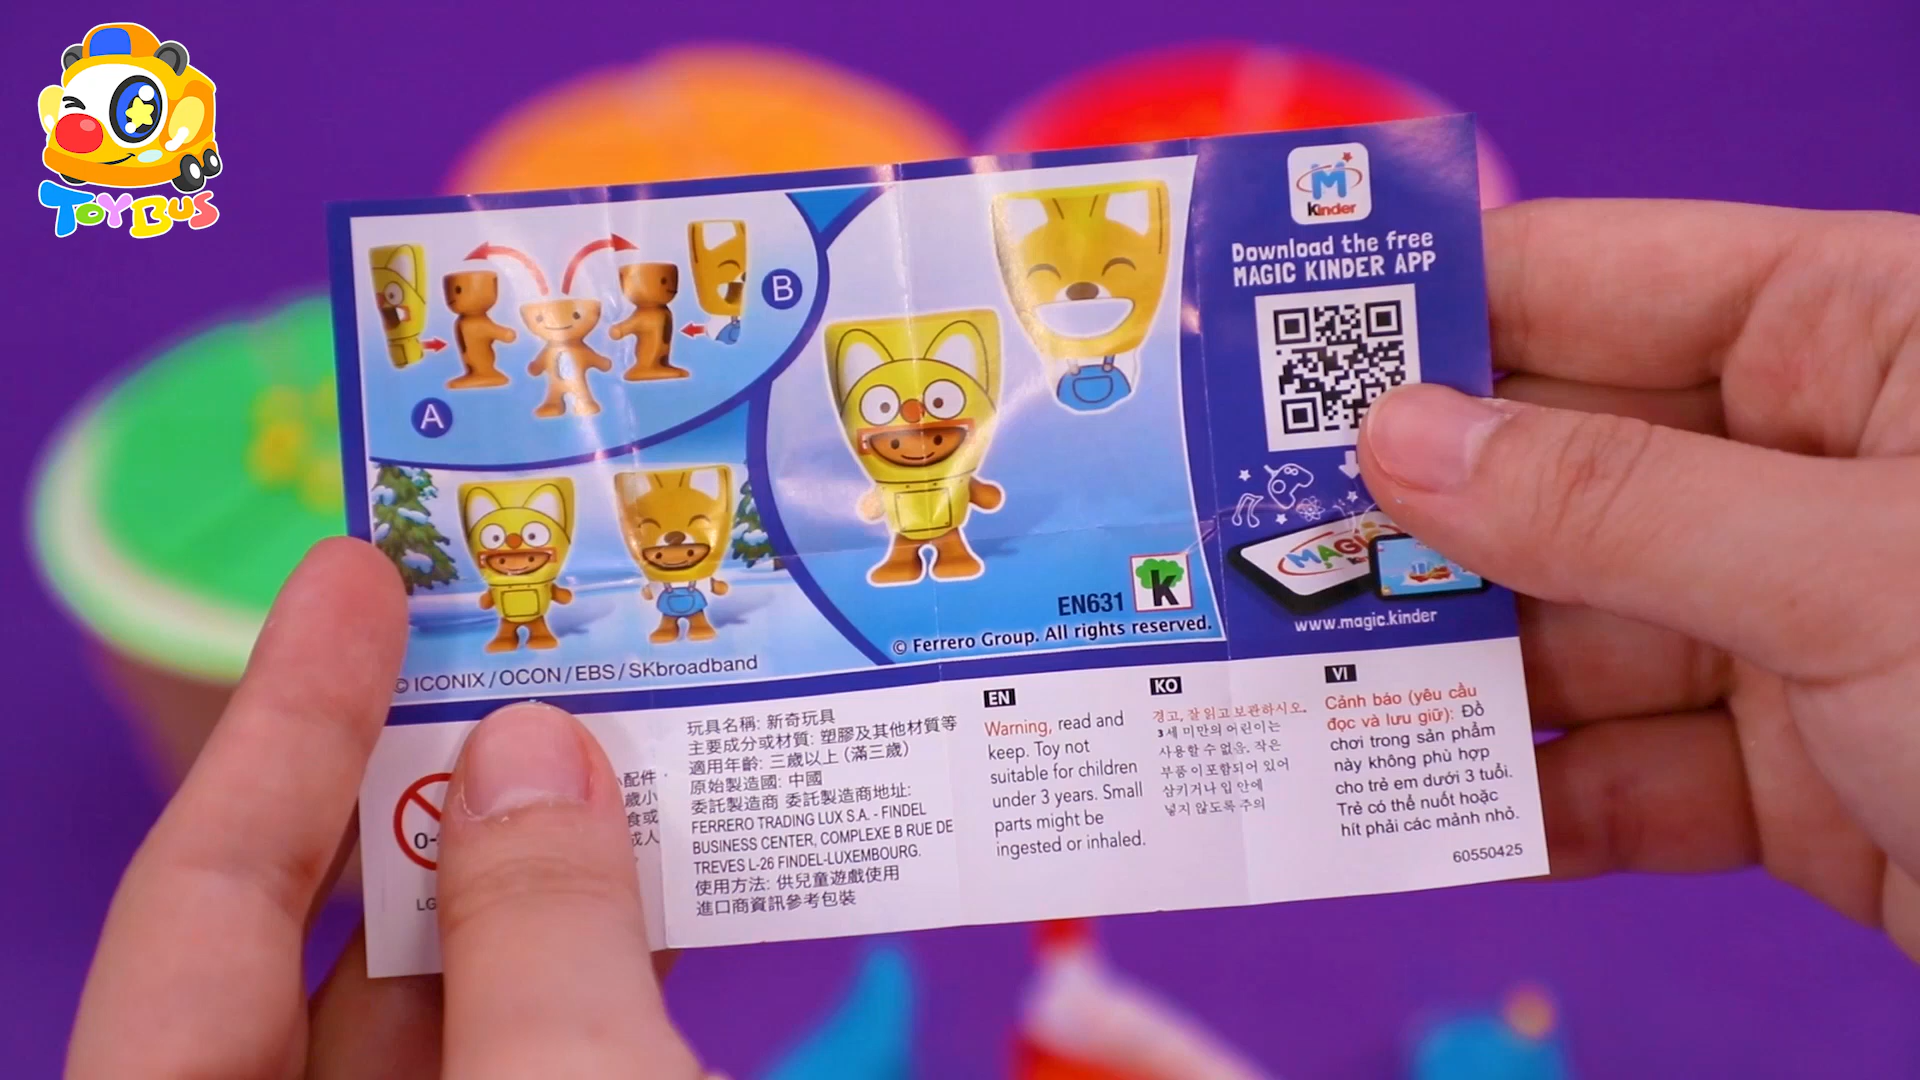 TOYBUS
M
Kinder
Download the free
MAGIC KINDER APP
B
A
MAGIC
EN631
k
© Ferrero Group. All rights reserved.
www.magic.kinder
© ICONIX / OCON / EBS / SKbroadband
配件
歲小
食或
成人
0-
LG
玩具名稱: 新奇玩具
主要成分或材質: 塑膠及其他材質等
適用年齡: 三歲以上 (滿三歲)
原始製造國: 中國
委託製造商 委託製造商地址:
FERRERO TRADING LUX S.A. - FINDEL
BUSINESS CENTER, COMPLEXE B RUE DE
TREVES L-26 FINDEL-LUXEMBOURG.
使用方法: 供兒童遊戲使用
進口商資訊參考包裝
EN
Warning, read and
keep. Toy not
suitable for children
under 3 years. Small
parts might be
ingested or inhaled.
KO
경고, 잘 읽고 보관하시오.
3세 미만의 어린이는
사용할 수 없음. 작은
부품이 포함되어 있어
삼키거나 입 안에
넣지 않도록 주의
VI
Cảnh báo (yêu cầu
đọc và lưu giữ): Đồ
chơi trong sản phẩm
này không phù hợp
cho trẻ em dưới 3 tuổi.
Trẻ có thể nuốt hoặc
hít phải các mảnh nhỏ.
60550425